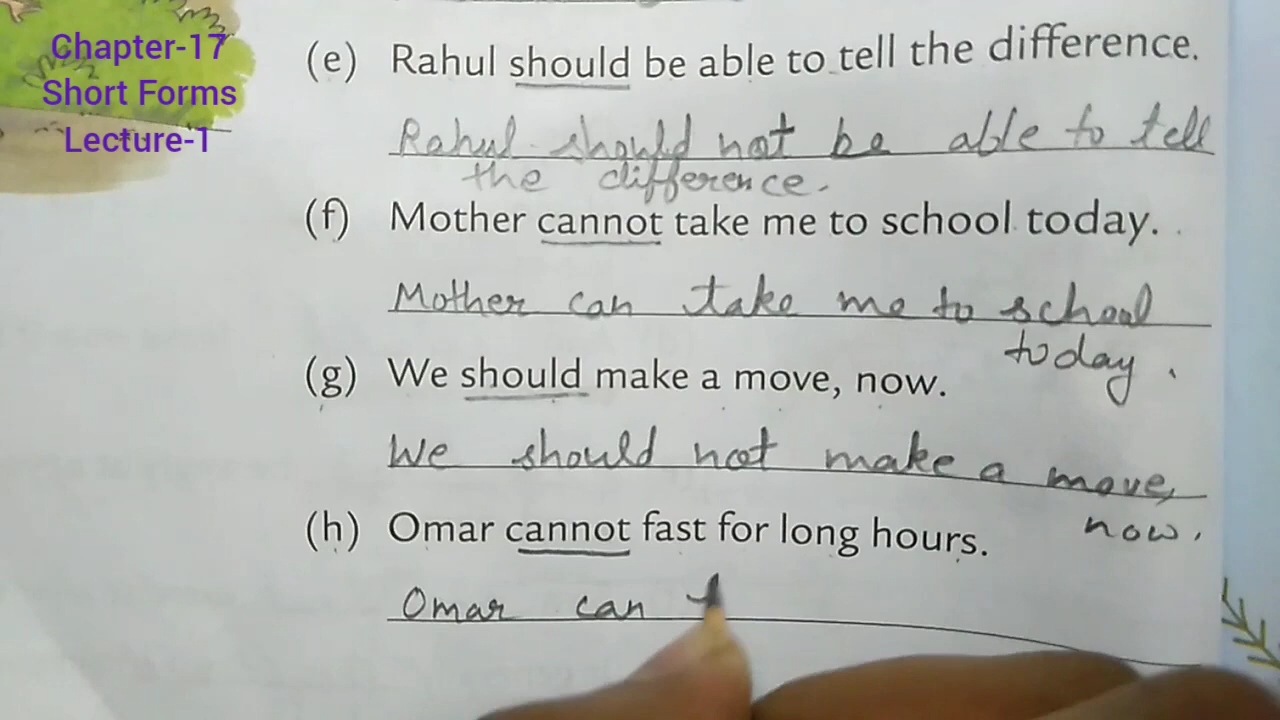 Chapter-17
Short Forms
Lecture-1
(e) Rahul should be able to tell the difference.
Rahul should not be able to tell
the difference.
(f) Mother cannot take me to school today.
Mother can take me to school
today.
(g) We should make a move, now.
We should not make a move,
now.
(h) Omar cannot fast for long hours.
Omar can